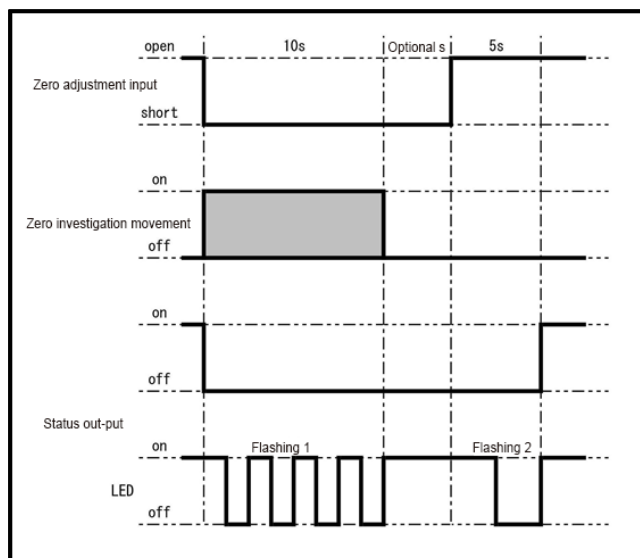 open 10s Optional s 5s
Zero adjustment input
short
on
Zero investigation movement
off
on
off
Status out-put
on Flashing 1 Flashing 2
LED
off